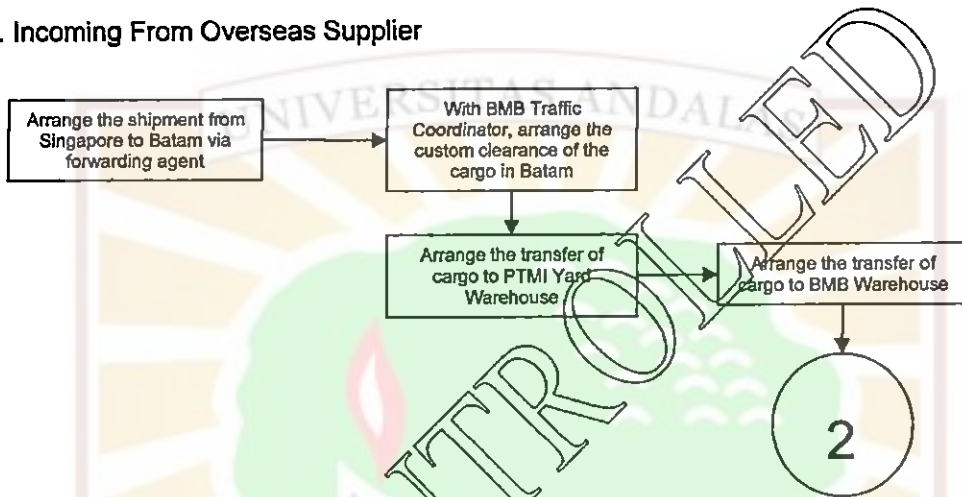 . Incoming From Overseas Supplier
UNIVERSITAS ANDALAS
Arrange the shipment from
Singapore to Batam via
forwarding agent
With BMB Traffic
Coordinator, arrange the
custom clearance of the
cargo in Batam
Arrange the transfer of
cargo to PTMI Yard
Warehouse
Arrange the transfer of
cargo to BMB Warehouse
2
NTROLLED